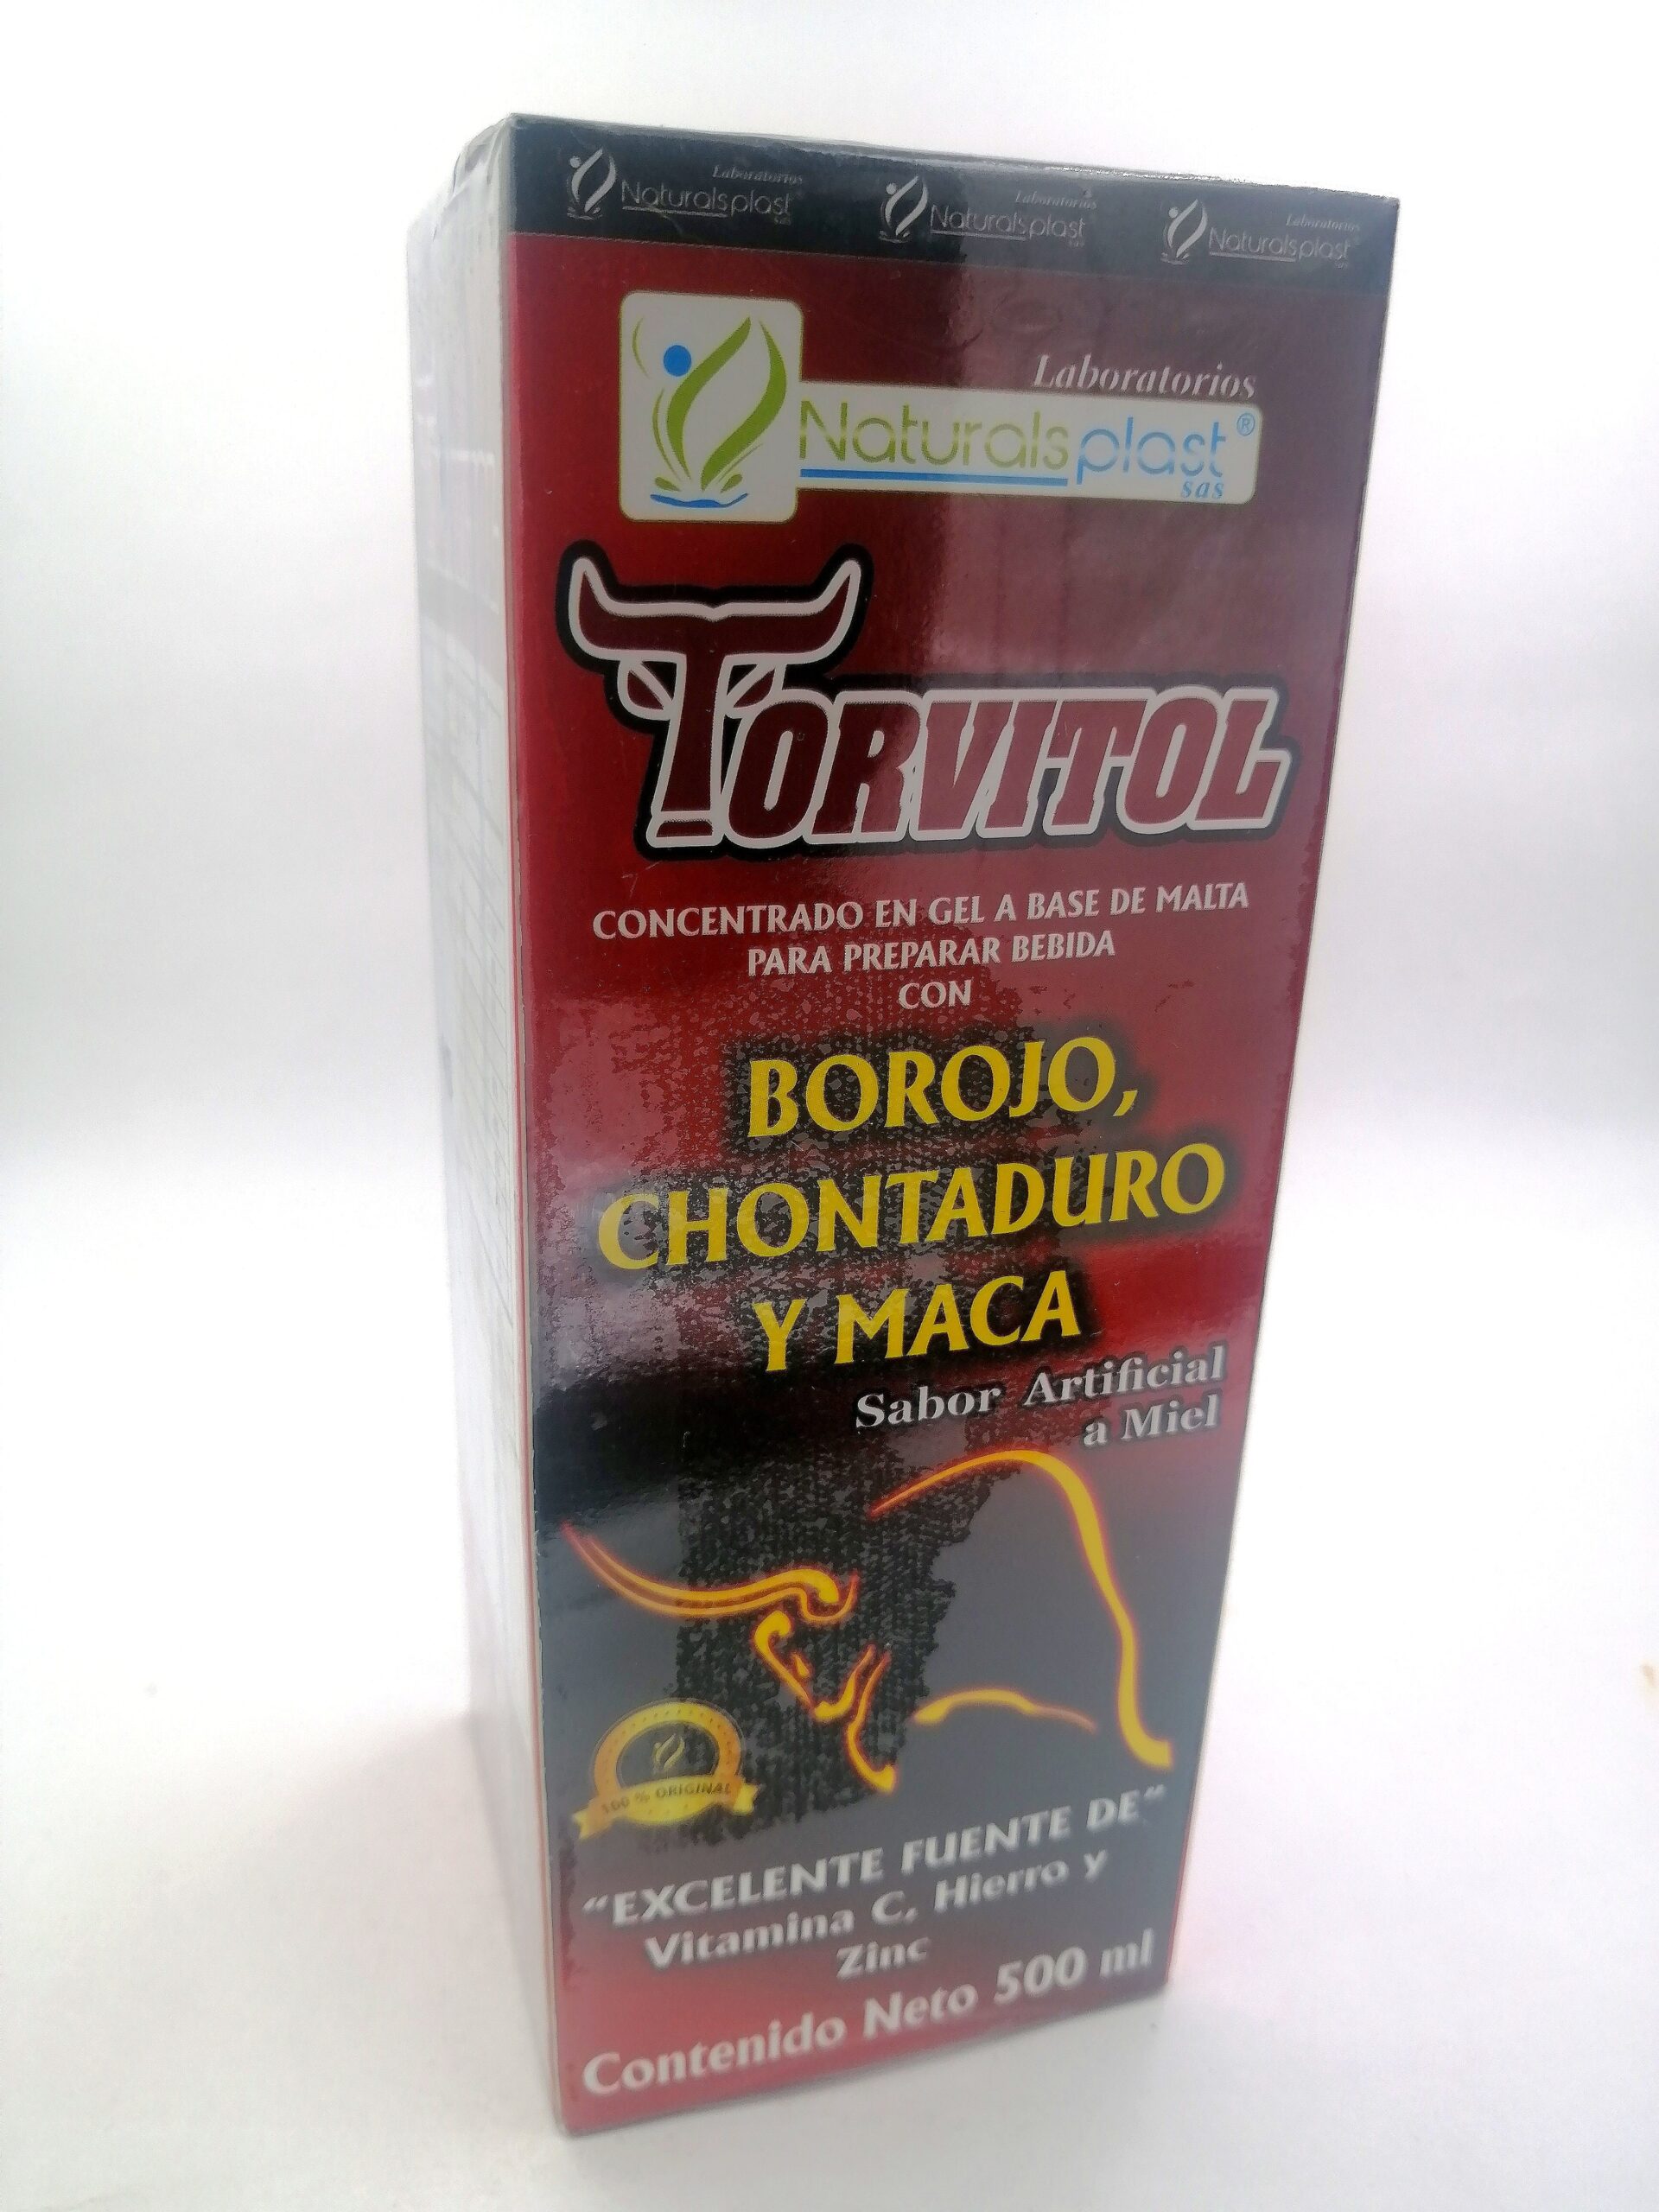 Laboratorios
Naturalsplast
Laboratorios
Naturalsplast
Laboratorios
Naturalsplast
Laboratorios
Naturalsplast®
sas
TORVITOL
CONCENTRADO EN GEL A BASE DE MALTA
PARA PREPARAR BEBIDA
CON
BOROJO,
CHONTADURO
Y MACA
Sabor Artificial
a Miel
100 % ORIGINAL
“EXCELENTE FUENTE DE“
Vitamina C, Hierro y
Zinc
Contenido Neto 500 ml